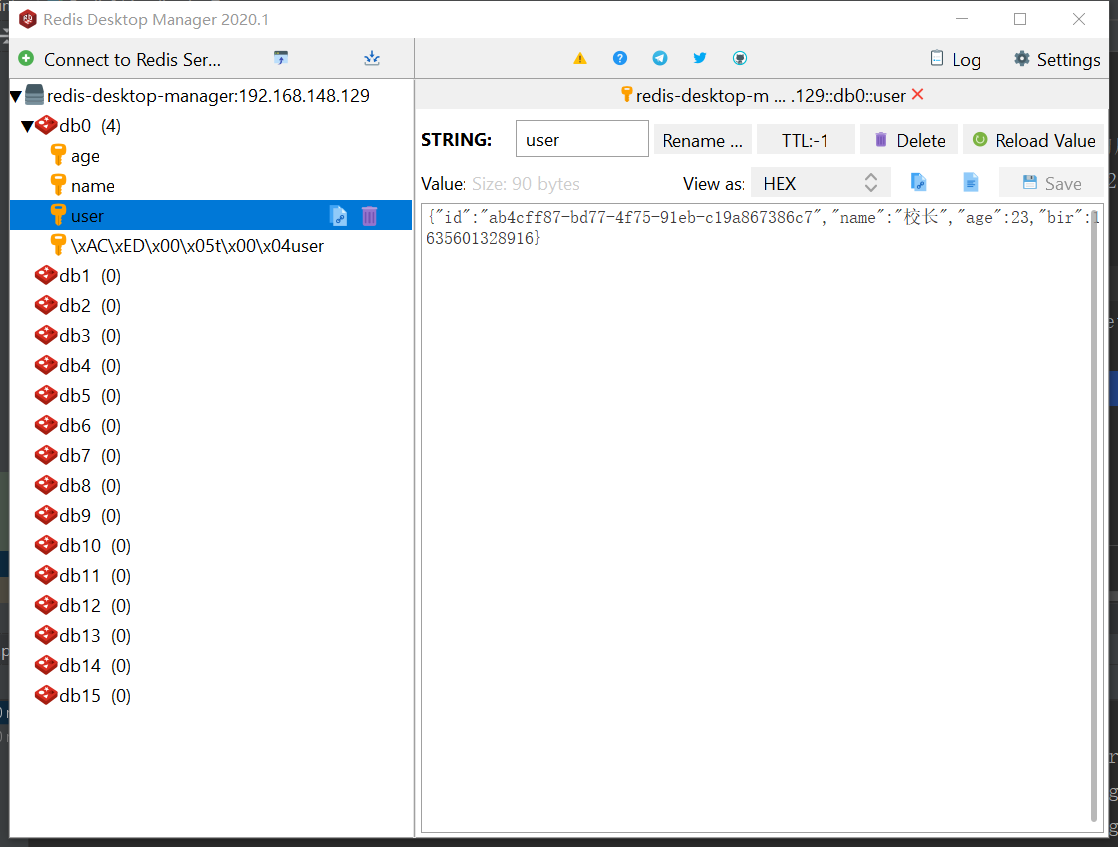 Redis Desktop Manager 2020.1
Connect to Redis Ser...
Log
Settings
redis-desktop-manager:192.168.148.129
db0 (4)
age
name
user
\xAC\xED\x00\x05t\x00\x04user
db1 (0)
db2 (0)
db3 (0)
db4 (0)
db5 (0)
db6 (0)
db7 (0)
db8 (0)
db9 (0)
db10 (0)
db11 (0)
db12 (0)
db13 (0)
db14 (0)
db15 (0)
redis-desktop-m ... .129::db0::user
STRING: user Rename ... TTL:-1 Delete Reload Value
Value: Size: 90 bytes View as: HEX Save
{"id":"ab4cff87-bd77-4f75-91eb-c19a867386c7","name":"校长","age":23,"bir":1
635601328916}